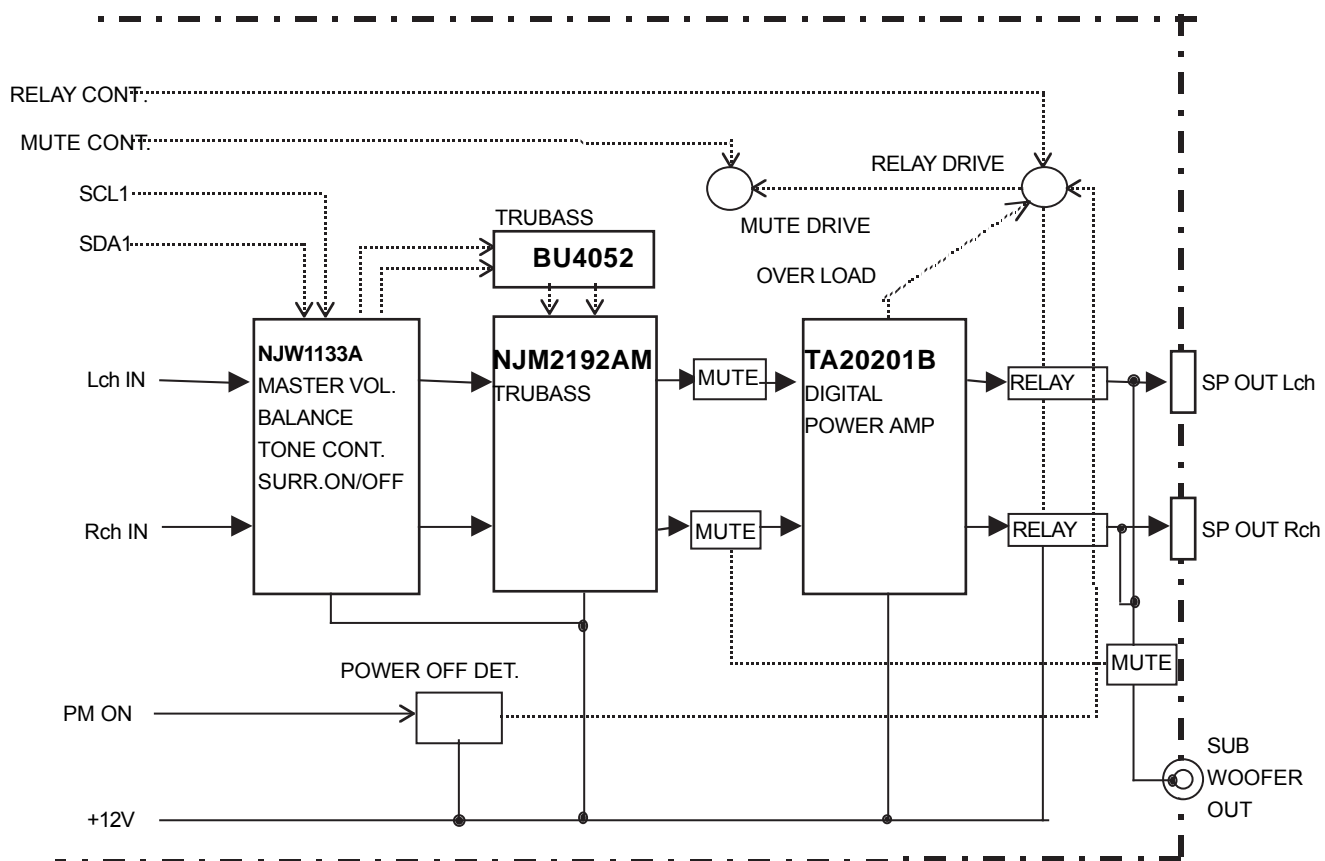 RELAY CONT.
MUTE CONT.
RELAY DRIVE
SCL1
TRUBASS
MUTE DRIVE
SDA1
BU4052
OVER LOAD
NJW1133A
MASTER VOL.
BALANCE
TONE CONT.
SURR.ON/OFF
NJM2192AM
TRUBASS
TA20201B
DIGITAL
POWER AMP
Lch IN
MUTE
RELAY
SP OUT Lch
Rch IN
MUTE
RELAY
SP OUT Rch
MUTE
POWER OFF DET.
PM ON
SUB
WOOFER
OUT
+12V